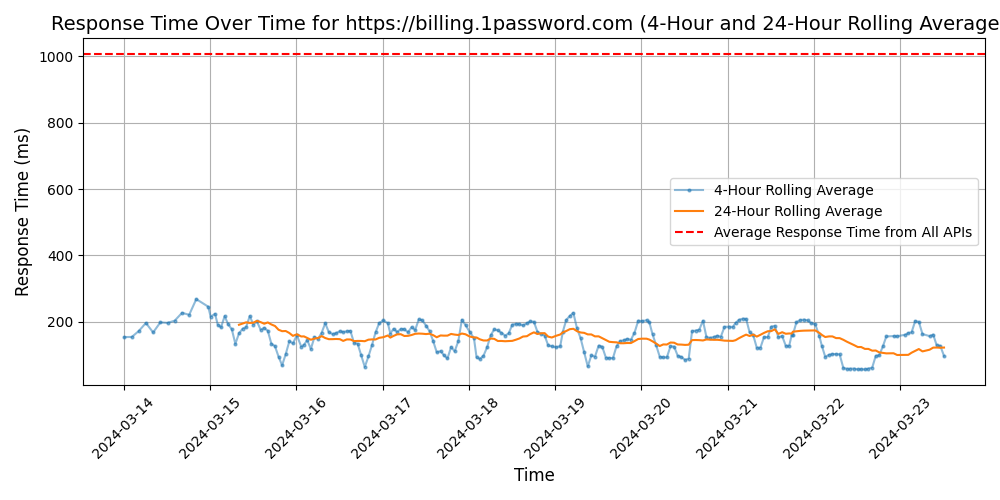 Response Time Over Time for https://billing.1password.com (4-Hour and 24-Hour Rolling Average
Response Time (ms)
1000
800
600
400
200
4-Hour Rolling Average
24-Hour Rolling Average
Average Response Time from All APIs
2024-03-14
2024-03-15
2024-03-16
2024-03-17
2024-03-18
2024-03-19
2024-03-20
2024-03-21
2024-03-22
2024-03-23
Time